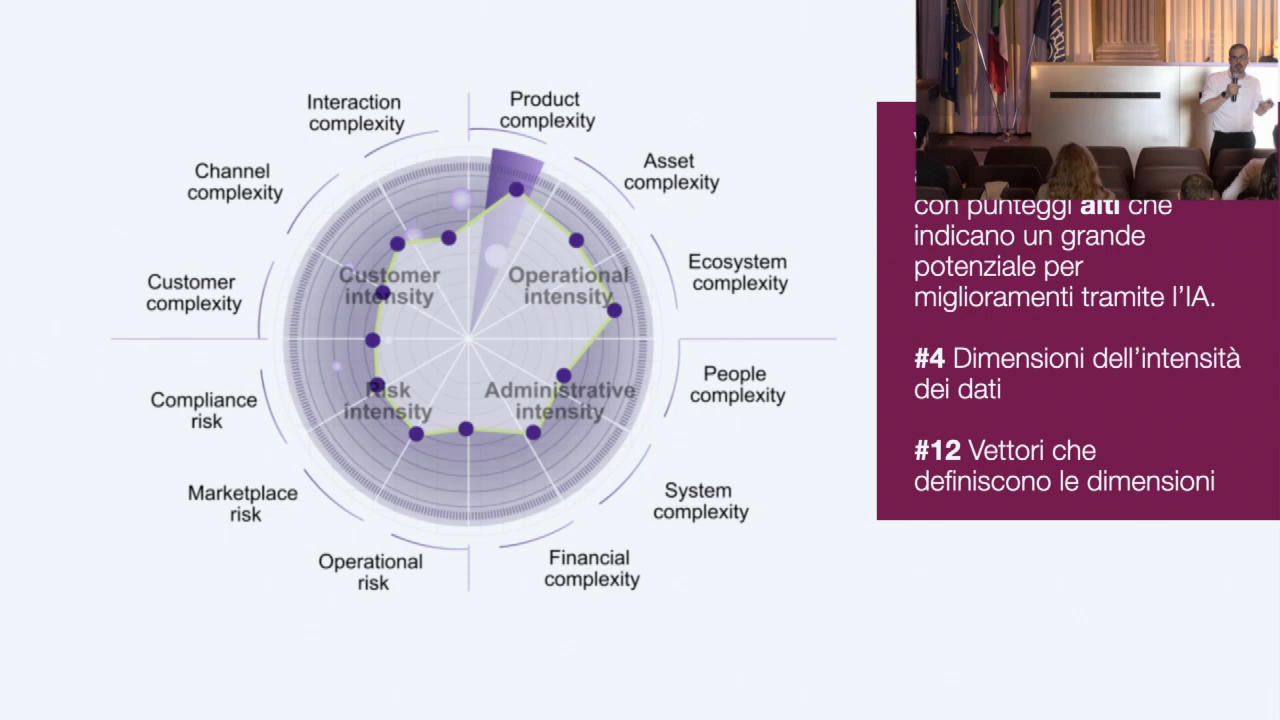 Interaction
complexity
Product
complexity
Channel
complexity
Asset
complexity
Customer
complexity
Ecosystem
complexity
Customer
intensity
Operational
intensity
Risk
intensity
Administrative
intensity
Compliance
risk
People
complexity
Marketplace
risk
System
complexity
Operational
risk
Financial
complexity
con punteggi alti che
indicano un grande
potenziale per
miglioramenti tramite l’IA.
#4 Dimensioni dell’intensità
dei dati
#12 Vettori che
definiscono le dimensioni